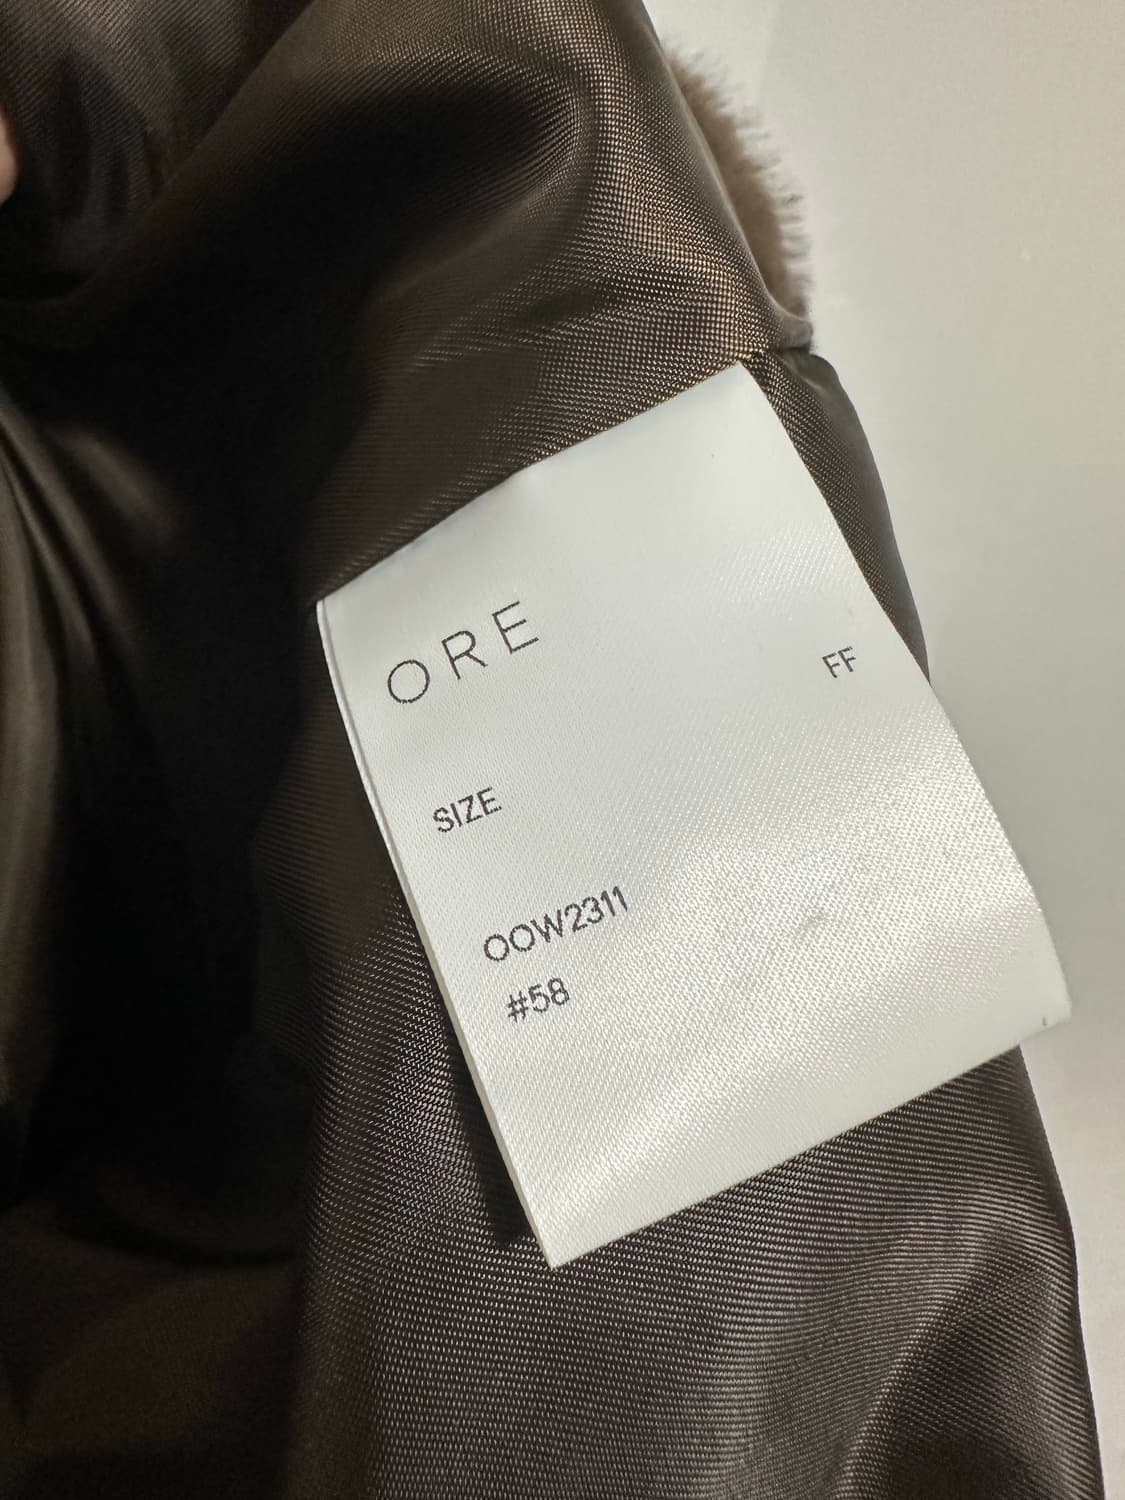 ORE
SIZE FF
OOW2311
#58